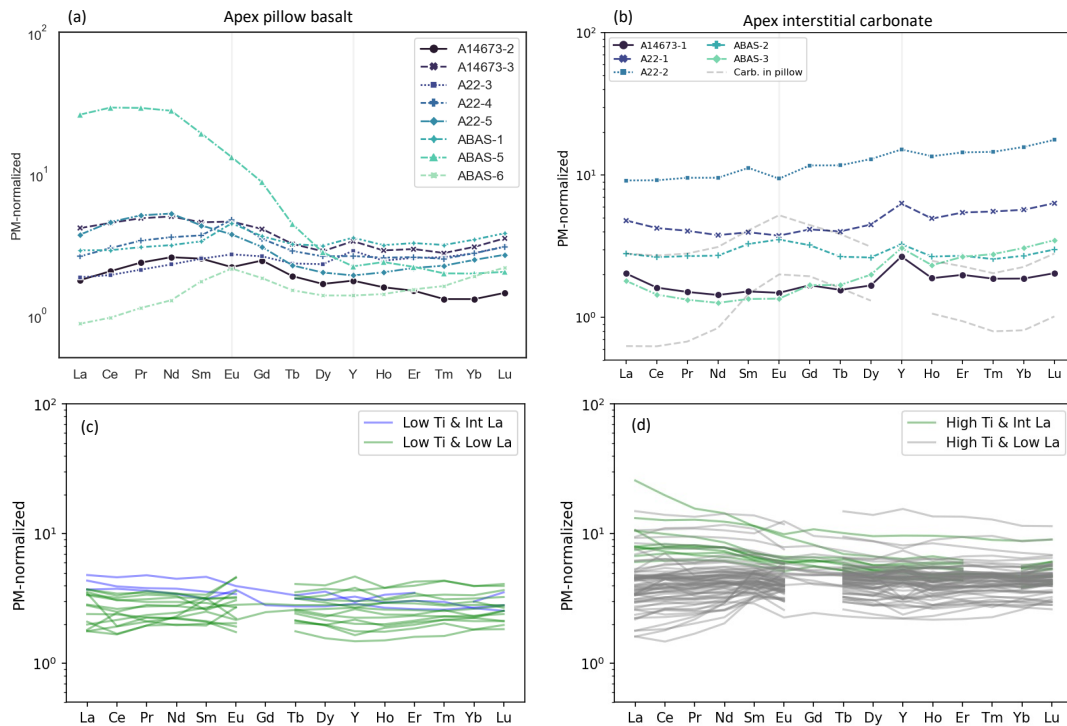 (a) Apex pillow basalt
10²
10¹
10⁰
PM-normalized
A14673-2
A14673-3
A22-3
A22-4
A22-5
ABAS-1
ABAS-5
ABAS-6
La Ce Pr Nd Sm Eu Gd Tb Dy Y Ho Er Tm Yb Lu
(b) Apex interstitial carbonate
10²
10¹
10⁰
PM-normalized
A14673-1 ABAS-2
A22-1 ABAS-3
A22-2 Carb. in pillow
La Ce Pr Nd Sm Eu Gd Tb Dy Y Ho Er Tm Yb Lu
(c)
10²
10¹
10⁰
PM-normalized
Low Ti & Int La
Low Ti & Low La
La Ce Pr Nd Sm Eu Gd Tb Dy Y Ho Er Tm Yb Lu
(d)
10²
10¹
10⁰
PM-normalized
High Ti & Int La
High Ti & Low La
La Ce Pr Nd Sm Eu Gd Tb Dy Y Ho Er Tm Yb Lu